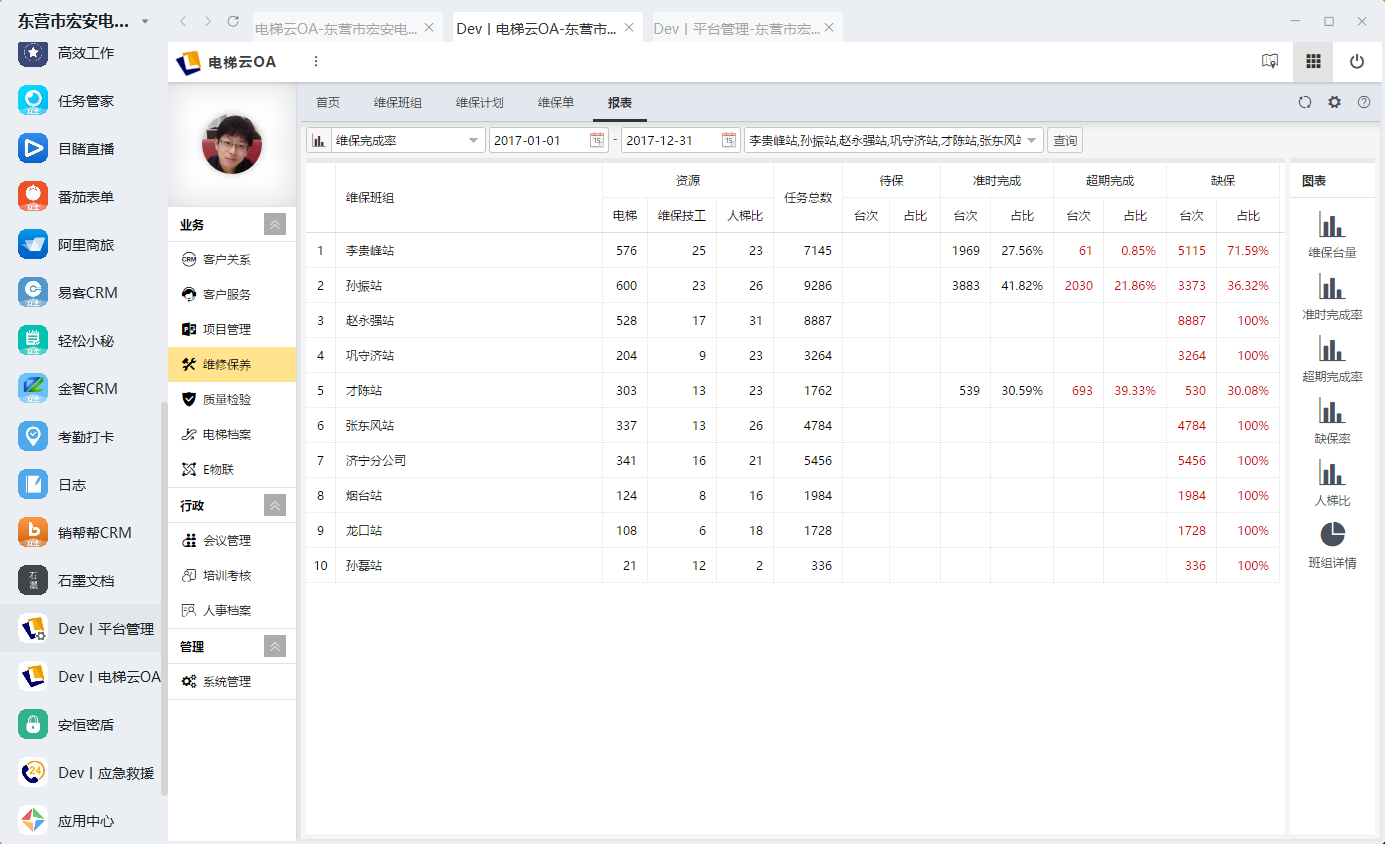 东营市宏安电...
电梯云OA-东营市宏安电...
Dev丨电梯云OA-东营市...
Dev丨平台管理-东营市宏...
高效工作
任务管家
目睹直播
番茄表单
阿里商旅
易客CRM
轻松小秘
金智CRM
考勤打卡
日志
销帮帮CRM
石墨文档
Dev丨平台管理
Dev丨电梯云OA
安恒密盾
Dev丨应急救援
应用中心
电梯云OA
业务
客户关系
客户服务
项目管理
维修保养
质量检验
电梯档案
E物联
行政
会议管理
培训考核
人事档案
管理
系统管理
首页 维保班组 维保计划 维保单 报表
维保完成率 2017-01-01 - 2017-12-31 李贵峰站,孙振站,赵永强站,巩守济站,才陈站,张东风站 查询
维保班组 资源 任务总数 待保 准时完成 超期完成 缺保
电梯 维保技工 人梯比 台次 占比 台次 占比 台次 占比 台次 占比
1 李贵峰站 576 25 23 7145 1969 27.56% 61 0.85% 5115 71.59%
2 孙振站 600 23 26 9286 3883 41.82% 2030 21.86% 3373 36.32%
3 赵永强站 528 17 31 8887 8887 100%
4 巩守济站 204 9 23 3264 3264 100%
5 才陈站 303 13 23 1762 539 30.59% 693 39.33% 530 30.08%
6 张东风站 337 13 26 4784 4784 100%
7 济宁分公司 341 16 21 5456 5456 100%
8 烟台站 124 8 16 1984 1984 100%
9 龙口站 108 6 18 1728 1728 100%
10 孙磊站 21 12 2 336 336 100%
图表
维保台量
准时完成率
超期完成率
缺保率
人梯比
班组详情